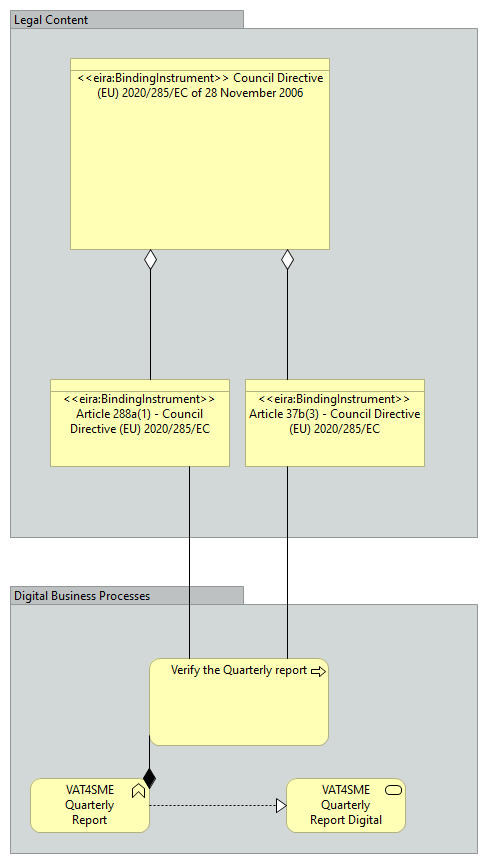 Legal Content
<<eira:BindingInstrument>> Council Directive
(EU) 2020/285/EC of 28 November 2006
<<eira:BindingInstrument>>
Article 288a(1) - Council
Directive (EU) 2020/285/EC
<<eira:BindingInstrument>>
Article 37b(3) - Council Directive
(EU) 2020/285/EC
Digital Business Processes
Verify the Quarterly report
VAT4SME
Quarterly
Report
VAT4SME
Quarterly
Report Digital